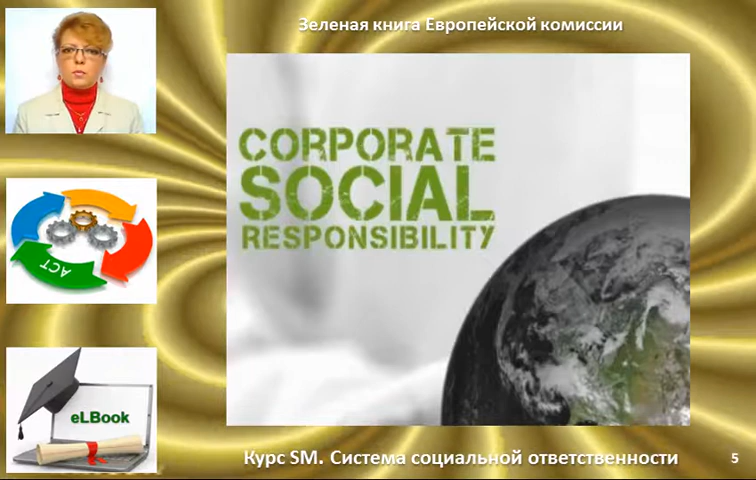 Зеленая книга Европейской комиссии
CORPORATE
SOCIAL
RESPONSIBILITY
ACT
eLBook
Курс SM. Система социальной ответственности
5